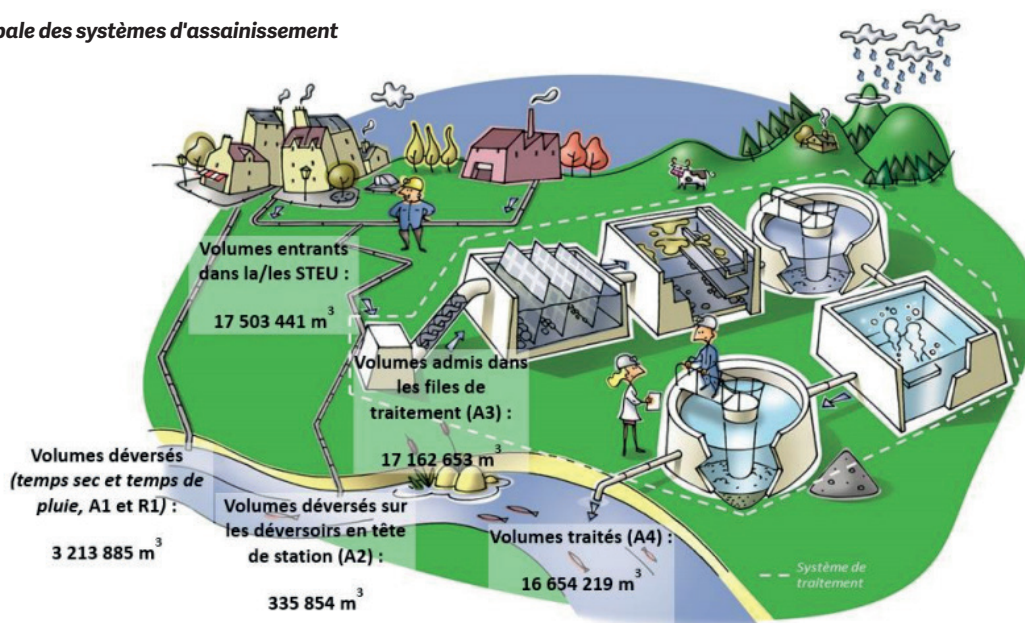 des systèmes d'assainissement
Volumes entrants
dans la/les STEU :
17 503 441 m³
Volumes admis dans
les files de
traitement (A3) :
17 162 653 m³
Volumes déversés
(temps sec et temps de
pluie, A1 et R1) :
3 213 885 m³
Volumes déversés sur
les déversoirs en tête
de station (A2) :
335 854 m³
Volumes traités (A4) :
16 654 219 m³
Système de
traitement